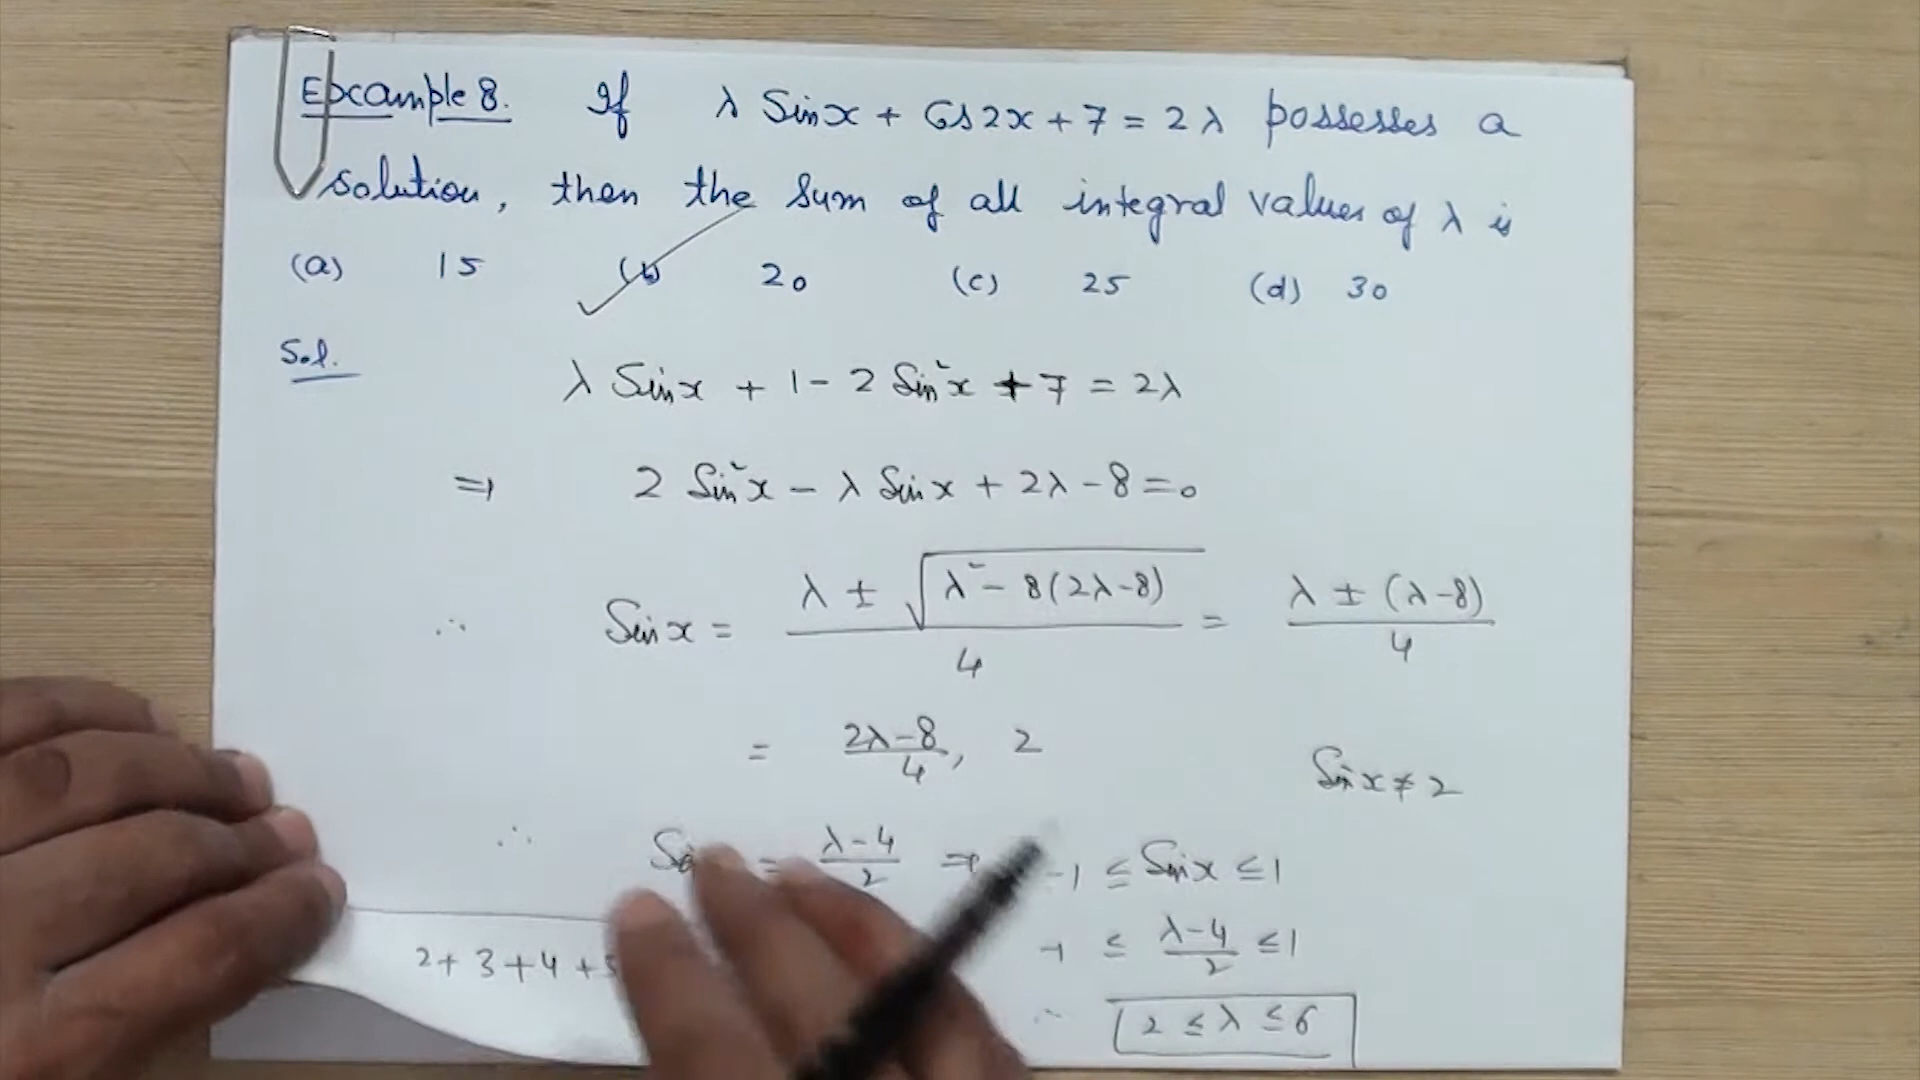 Example 8. If λ Sin x + Cos 2x + 7 = 2λ possesses a
solution, then the sum of all integral values of λ is
(a) 15 (b) 20 (c) 25 (d) 30
Sol.
λ Sin x + 1 - 2 Sin²x + 7 = 2λ
⇒ 2 Sin²x - λ Sin x + 2λ - 8 = 0
∴ Sin x = (λ ± √(λ² - 8(2λ-8)))/4 = (λ ± (λ-8))/4
= (2λ-8)/4, 2 Sin x ≠ 2
∴ = (λ-4)/2 ⇒ -1 ≤ Sin x ≤ 1
-1 ≤ (λ-4)/2 ≤ 1
2 + 3 + 4 + 5
∴ 2 ≤ λ ≤ 6